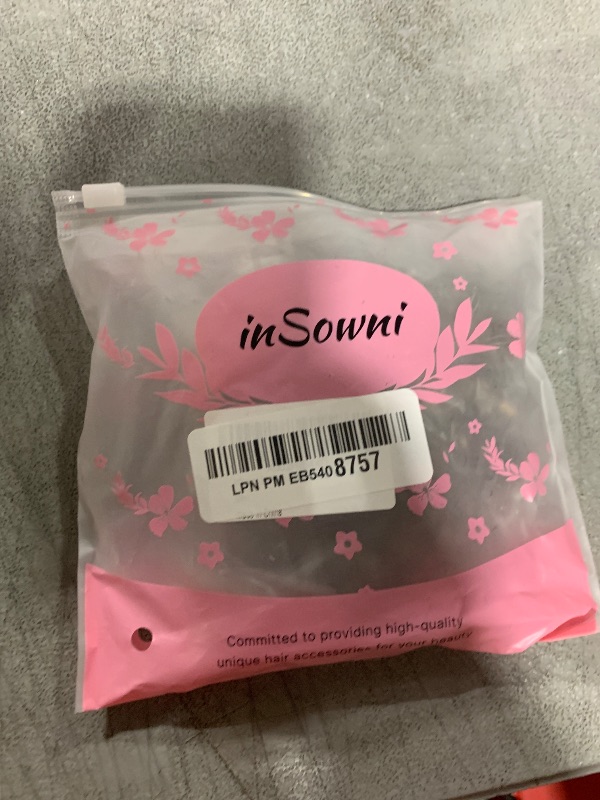 inSowni
LPN PM EB5408757
Committed to providing high-quality
unique hair accessories for your beauty